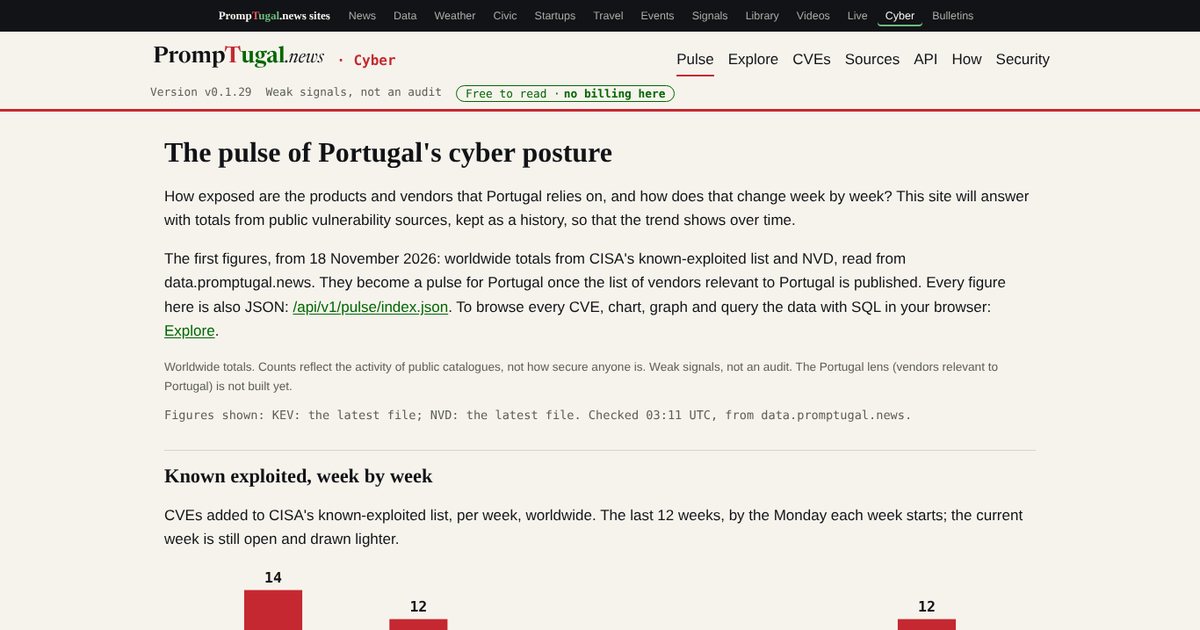 PrompTugal.news sites News Data Weather Civic Startups Travel Events Signals Library Videos Live Cyber Bulletins
PrompTugal.news · Cyber
Pulse Explore CVEs Sources API How Security
Version v0.1.29 Weak signals, not an audit Free to read · no billing here
The pulse of Portugal's cyber posture
How exposed are the products and vendors that Portugal relies on, and how does that change week by week? This site will answer
with totals from public vulnerability sources, kept as a history, so that the trend shows over time.
The first figures, from 18 November 2026: worldwide totals from CISA's known-exploited list and NVD, read from
data.promptugal.news. They become a pulse for Portugal once the list of vendors relevant to Portugal is published. Every figure
here is also JSON: /api/v1/pulse/index.json. To browse every CVE, chart, graph and query the data with SQL in your browser:
Explore.
Worldwide totals. Counts reflect the activity of public catalogues, not how secure anyone is. Weak signals, not an audit. The Portugal lens (vendors relevant to
Portugal) is not built yet.
Figures shown: KEV: the latest file; NVD: the latest file. Checked 03:11 UTC, from data.promptugal.news.
Known exploited, week by week
CVEs added to CISA's known-exploited list, per week, worldwide. The last 12 weeks, by the Monday each week starts; the current
week is still open and drawn lighter.
14
12
12